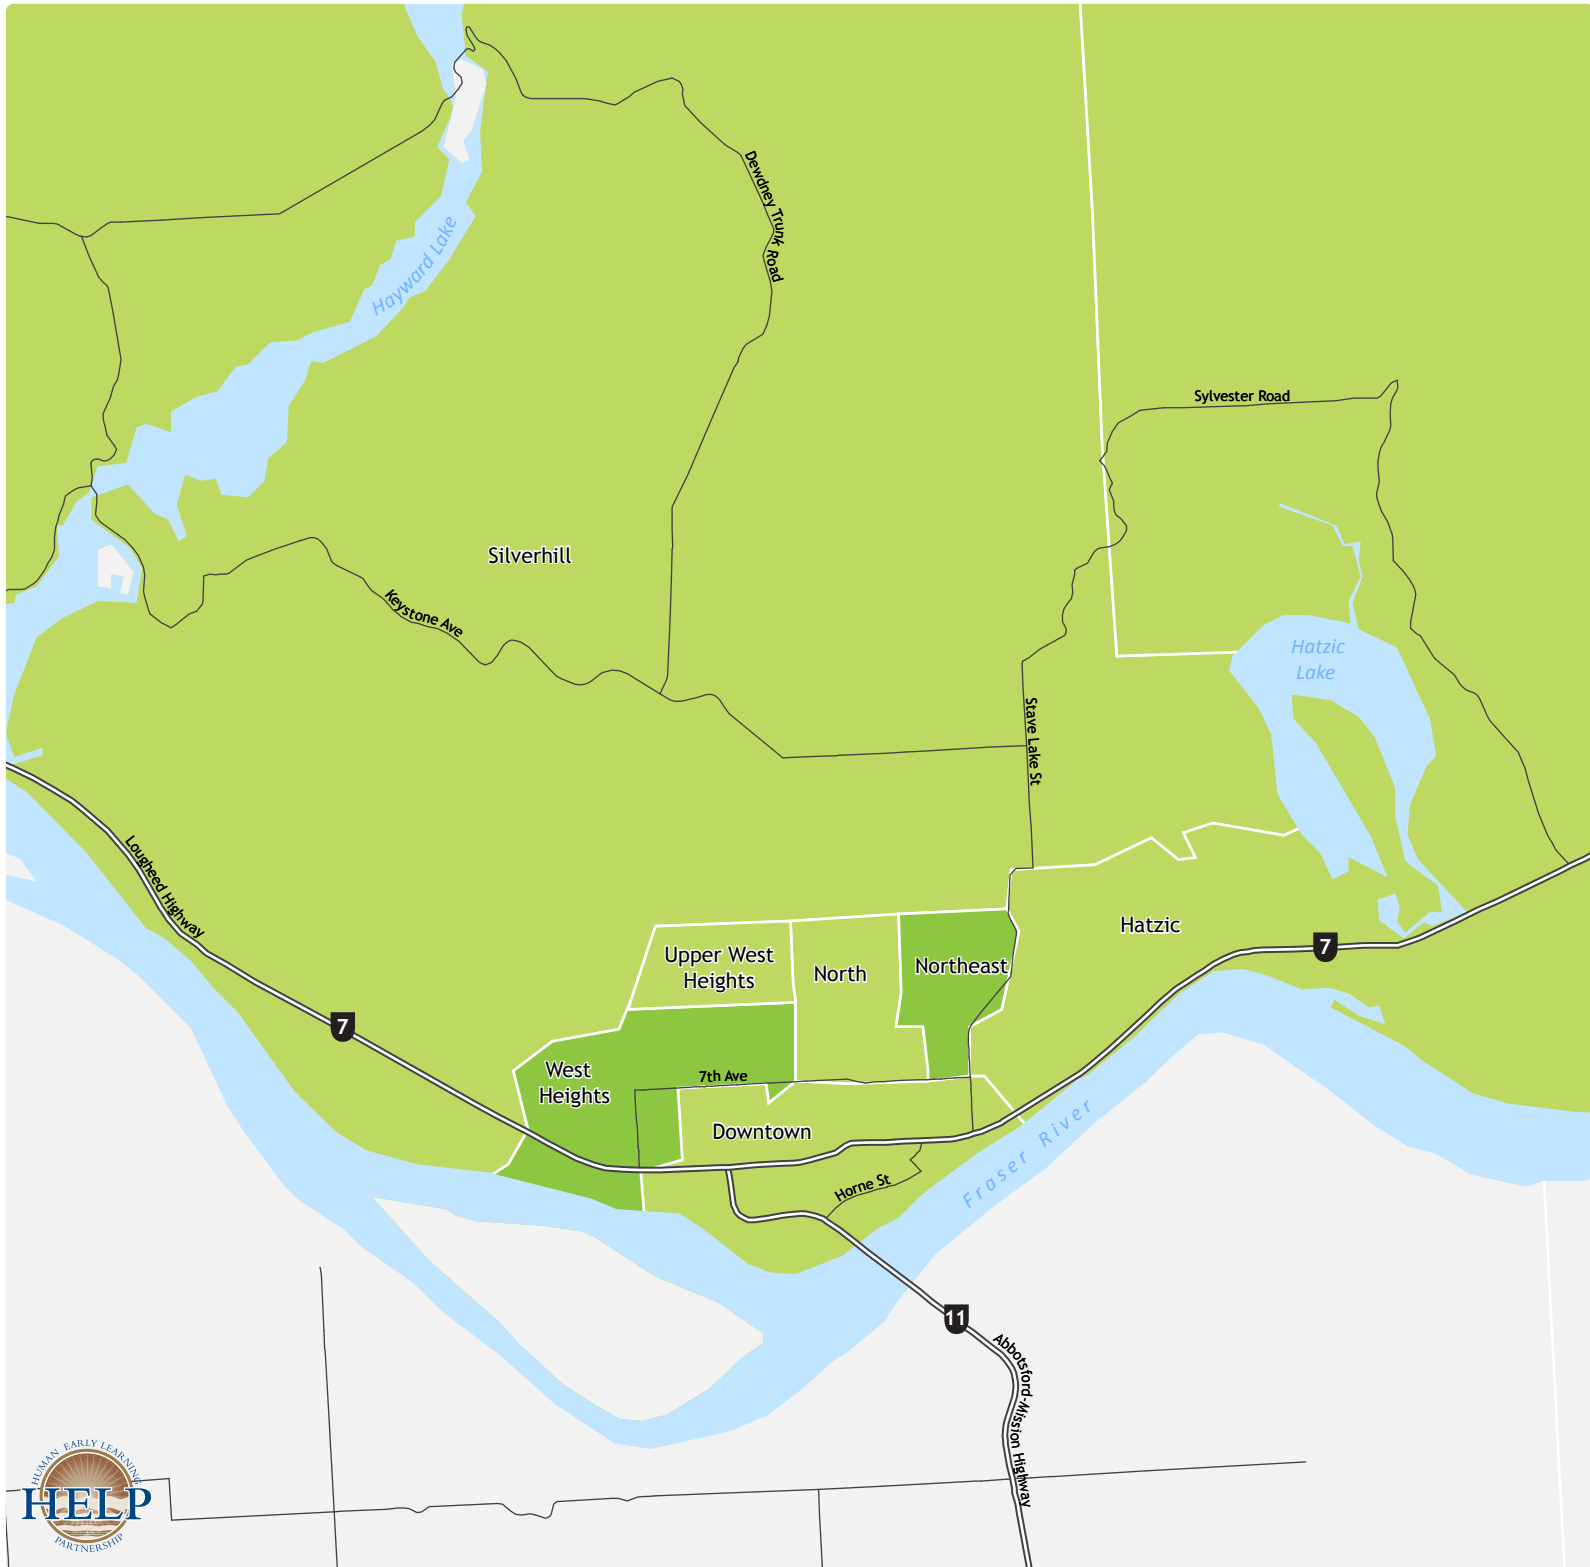 Dewdney Trunk Road
Hayward Lake
Sylvester Road
Silverhill
Keystone Ave
Hatzic
Lake
Stave Lake St
Lougheed Highway
Hatzic
7
Upper West
Heights
North
Northeast
7
West
Heights
7th Ave
Downtown
Fraser River
Horne St
11
Abbotsford-Mission Highway
HUMAN EARLY LEARNING
HELP
PARTNERSHIP